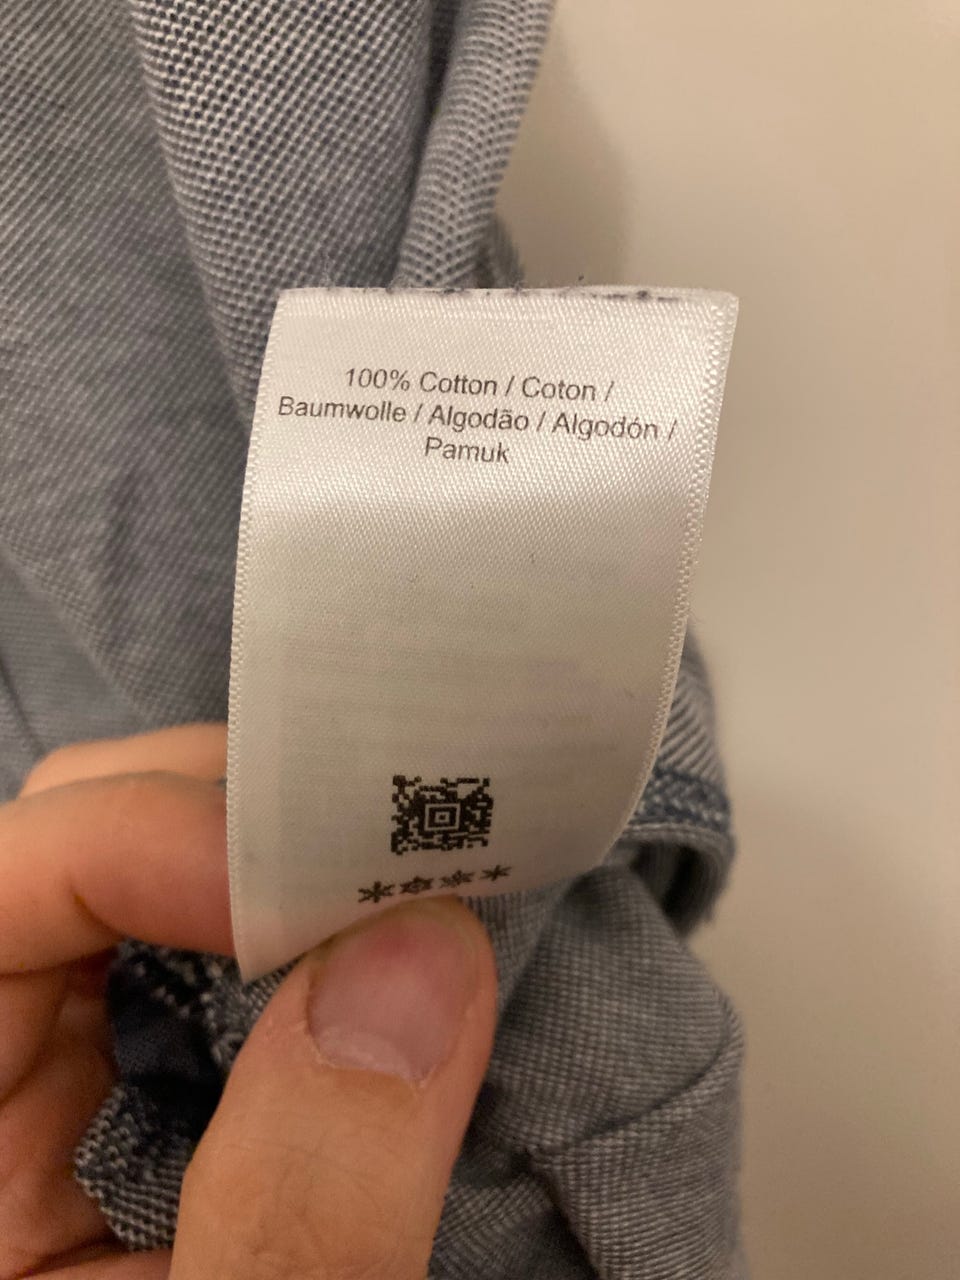 100% Cotton / Coton /
Baumwolle / Algodão / Algodón /
Pamuk